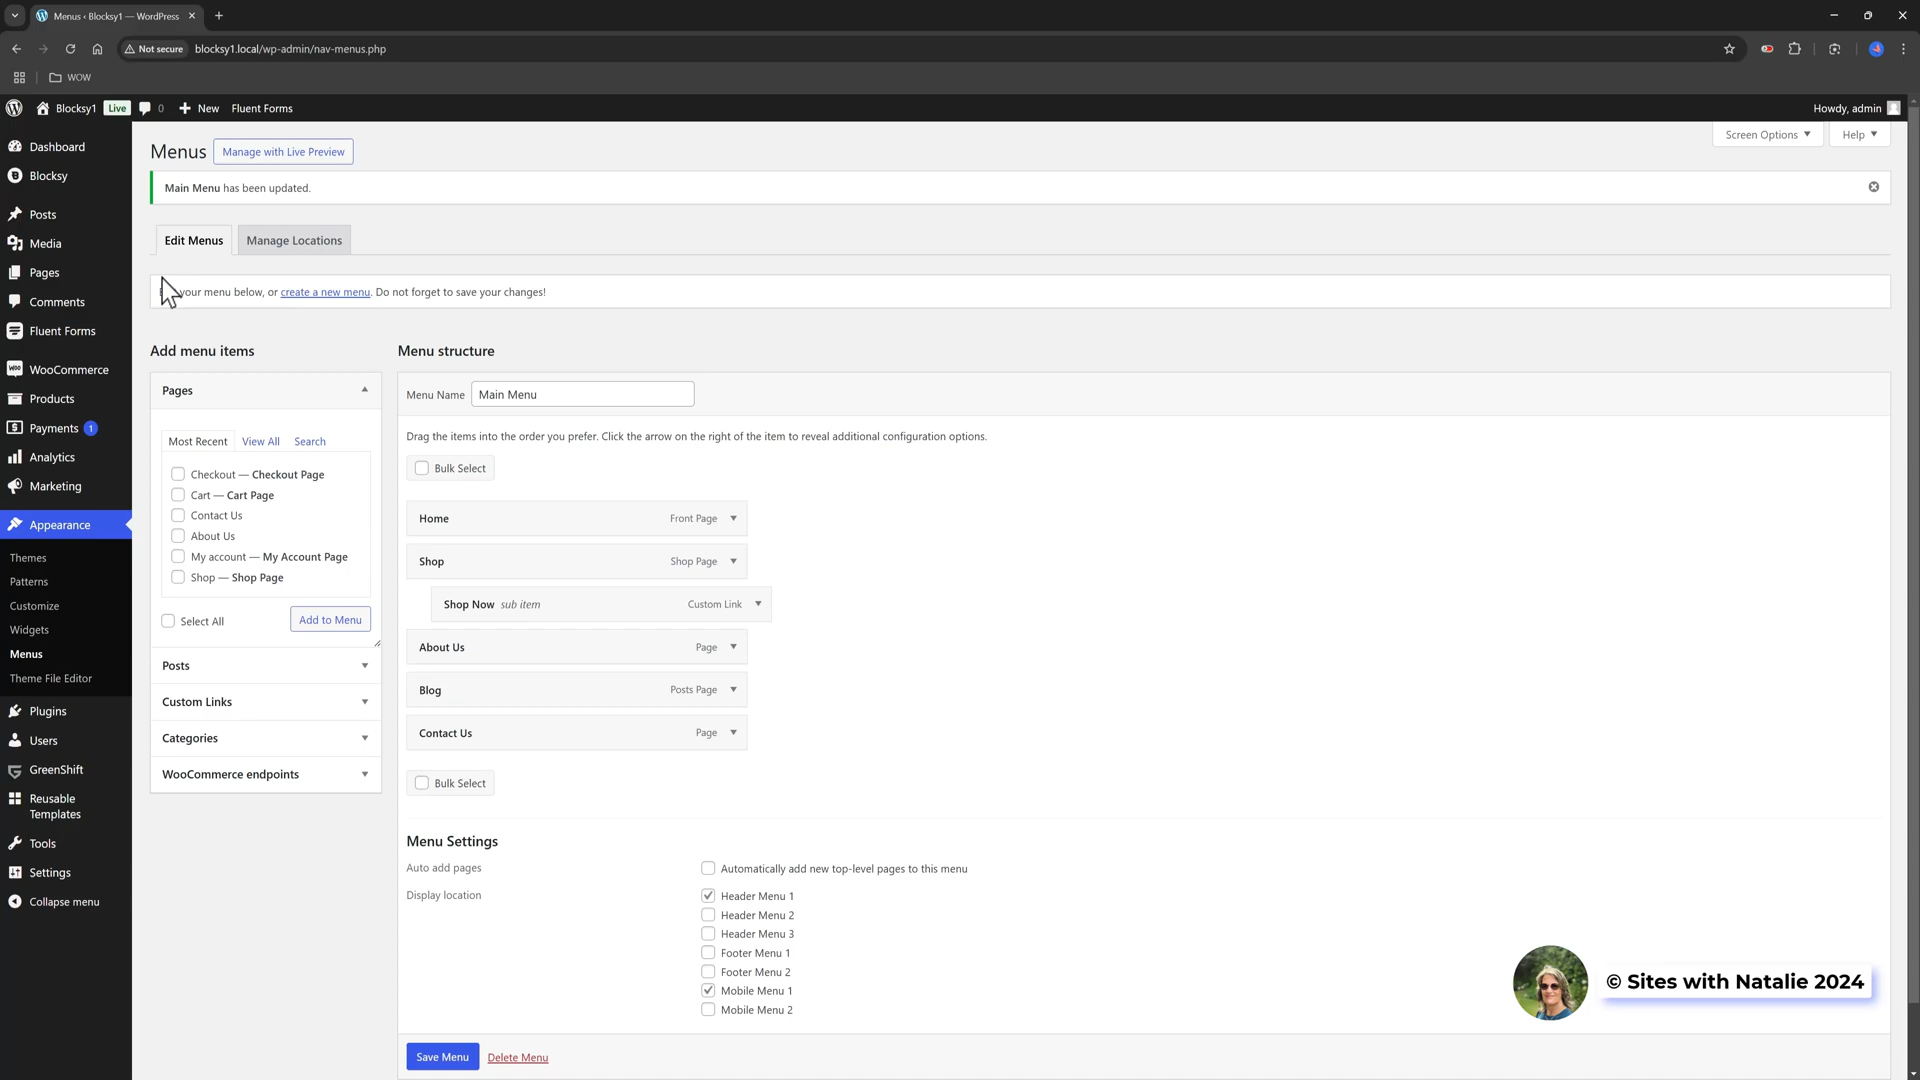 Menus ‹ Blocksy1 — WordPress
Not secure
blocksy1.local/wp-admin/nav-menus.php
WOW
Blocksy1
Live
0
New
Fluent Forms
Howdy, admin
Dashboard
Blocksy
Posts
Media
Pages
Comments
Fluent Forms
WooCommerce
Products
Payments 1
Analytics
Marketing
Appearance
Themes
Patterns
Customize
Widgets
Menus
Theme File Editor
Plugins
Users
GreenShift
Reusable
Templates
Tools
Settings
Collapse menu
Screen Options
Help
Menus
Manage with Live Preview
Main Menu has been updated.
Edit Menus
Manage Locations
your menu below, or create a new menu. Do not forget to save your changes!
Add menu items
Pages
Most Recent
View All
Search
Checkout — Checkout Page
Cart — Cart Page
Contact Us
About Us
My account — My Account Page
Shop — Shop Page
Select All
Add to Menu
Posts
Custom Links
Categories
WooCommerce endpoints
Menu structure
Menu Name
Main Menu
Drag the items into the order you prefer. Click the arrow on the right of the item to reveal additional configuration options.
Bulk Select
Home
Front Page
Shop
Shop Page
Shop Now sub item
Custom Link
About Us
Page
Blog
Posts Page
Contact Us
Page
Bulk Select
Menu Settings
Auto add pages
Automatically add new top-level pages to this menu
Display location
Header Menu 1
Header Menu 2
Header Menu 3
Footer Menu 1
Footer Menu 2
Mobile Menu 1
Mobile Menu 2
Save Menu
Delete Menu
© Sites with Natalie 2024